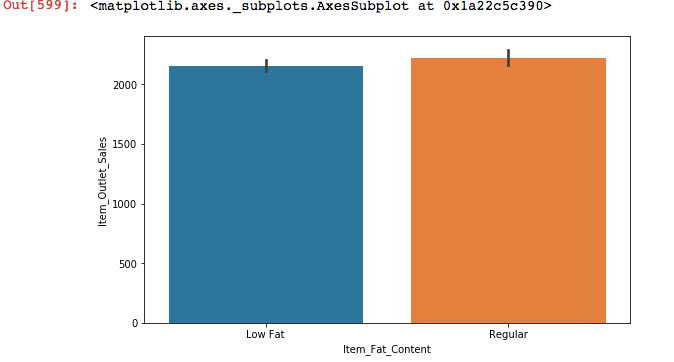 Out[599]: <matplotlib.axes._subplots.AxesSubplot at 0x1a22c5c390>
2000
1500
1000
500
0
Item_Outlet_Sales
Low Fat
Regular
Item_Fat_Content